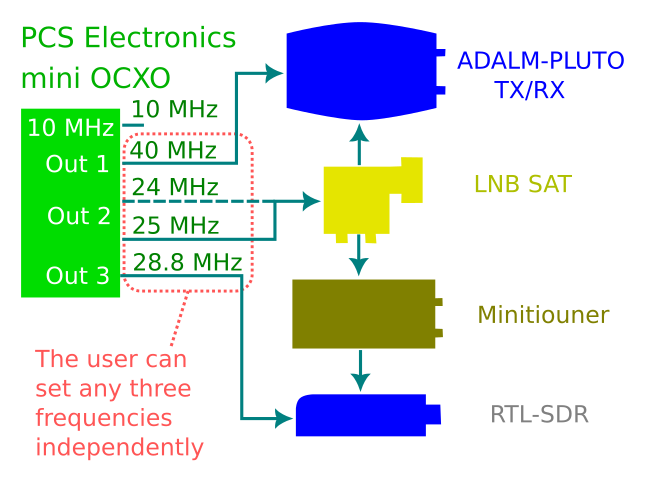 PCS Electronics
mini OCXO
10 MHz
10 MHz
Out 1
40 MHz
24 MHz
Out 2
25 MHz
Out 3
28.8 MHz
ADALM-PLUTO
TX/RX
LNB SAT
Minitiouner
RTL-SDR
The user can
set any three
frequencies
independently